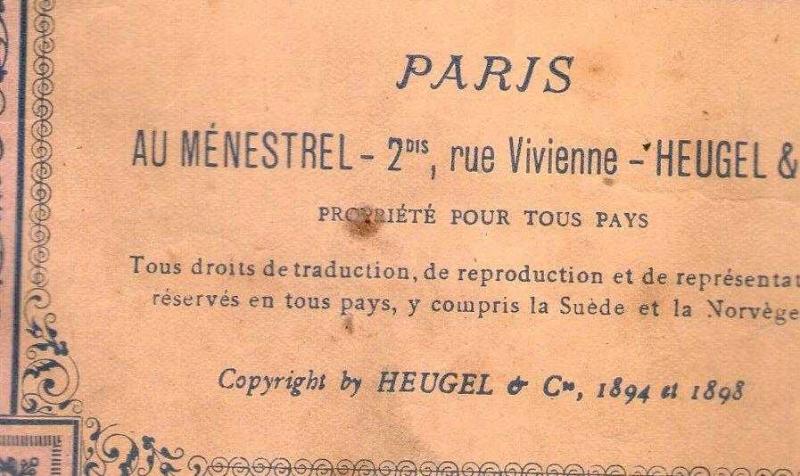 PARIS
AU MÉNESTREL - 2bis, rue Vivienne - HEUGEL &
PROPRIÉTÉ POUR TOUS PAYS
Tous droits de traduction, de reproduction et de représentat
réservés en tous pays, y compris la Suède et la Norvège
Copyright by HEUGEL & Cie, 1894 et 1898